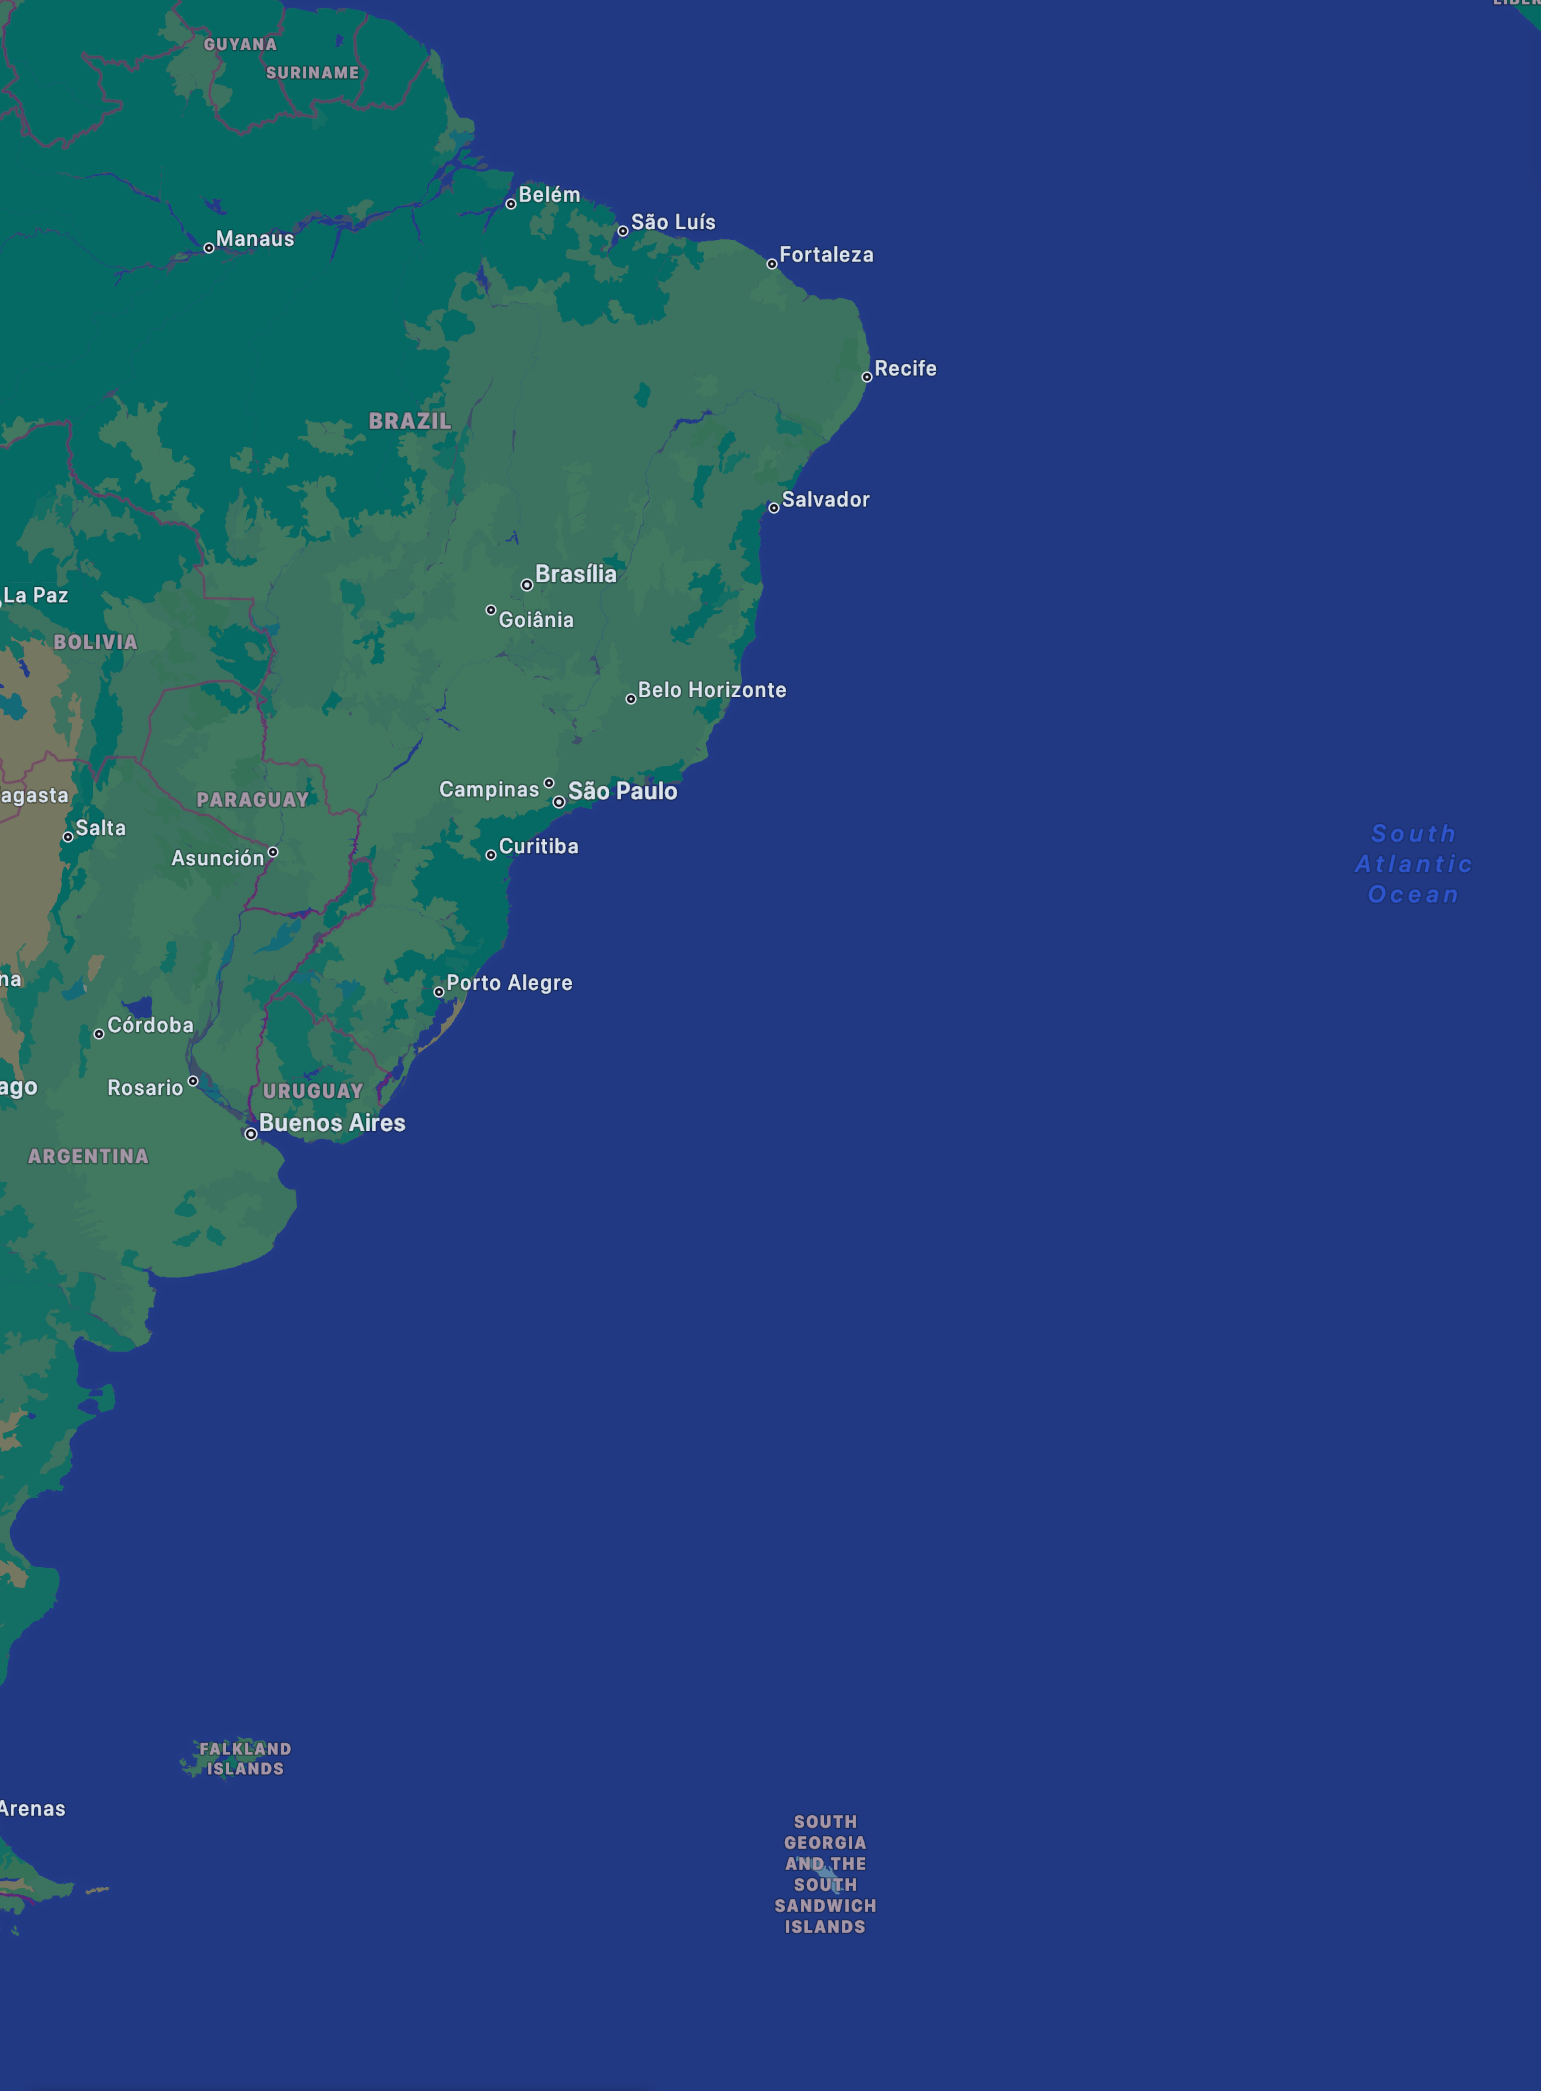 GUYANA
SURINAME
Belém
São Luís
Manaus
Fortaleza
Recife
BRAZIL
Salvador
Brasília
La Paz
Goiânia
BOLIVIA
Belo Horizonte
Campinas
São Paulo
agasta
PARAGUAY
Salta
South
Atlantic
Ocean
Asunción
Curitiba
na
Porto Alegre
Córdoba
ago
Rosario
URUGUAY
Buenos Aires
ARGENTINA
FALKLAND
ISLANDS
Arenas
SOUTH
GEORGIA
AND THE
SOUTH
SANDWICH
ISLANDS